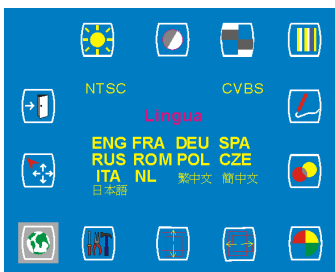 NTSC CVBS
Lingua
ENG FRA DEU SPA
RUS ROM POL CZE
ITA NL 繁中文 簡中文
日本語